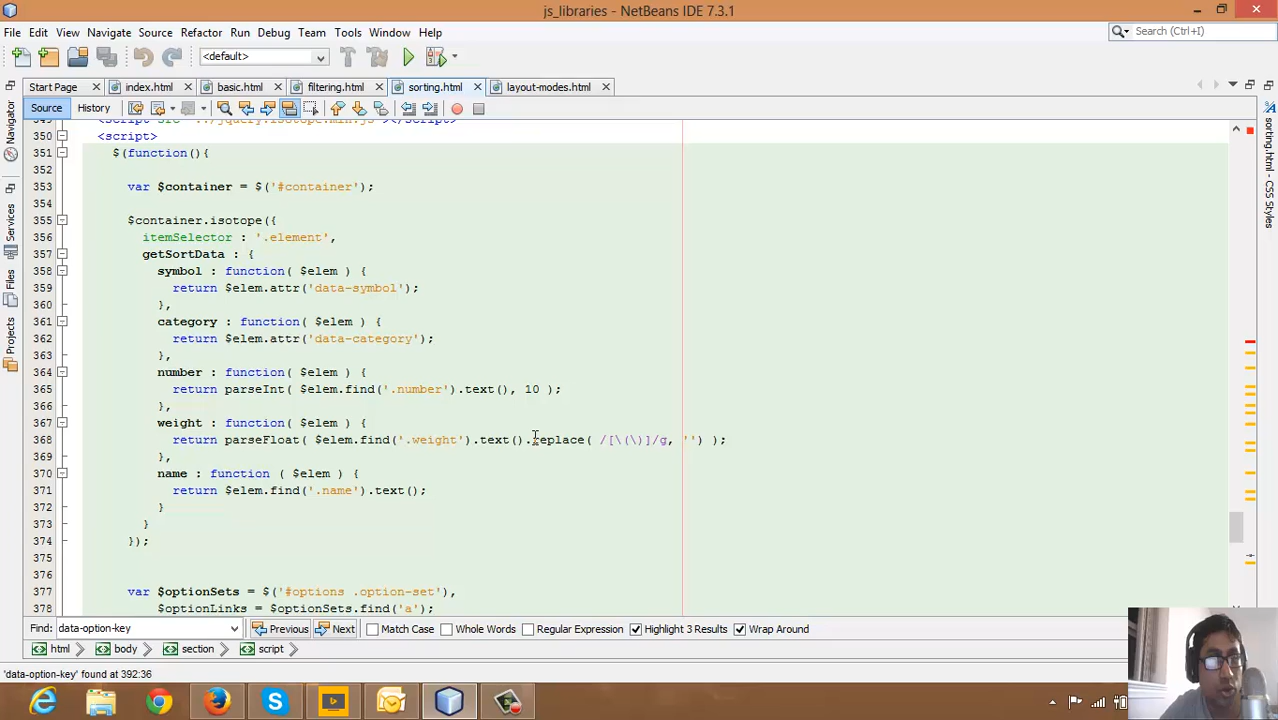 js_libraries - NetBeans IDE 7.3.1
File Edit View Navigate Source Refactor Run Debug Team Tools Window Help
Search (Ctrl+I)
<default>
Start Page index.html basic.html filtering.html sorting.html layout-modes.html
Source History
Navigator
Services
Files
Projects
sorting.html - CSS Styles
349 <script src="../jquery.isotope.min.js"></script>
350 <script>
351 $(function(){
352
353 var $container = $('#container');
354
355 $container.isotope({
356 itemSelector : '.element',
357 getSortData : {
358 symbol : function( $elem ) {
359 return $elem.attr('data-symbol');
360 },
361 category : function( $elem ) {
362 return $elem.attr('data-category');
363 },
364 number : function( $elem ) {
365 return parseInt( $elem.find('.number').text(), 10 );
366 },
367 weight : function( $elem ) {
368 return parseFloat( $elem.find('.weight').text().replace( /[\(\)]/g, '') );
369 },
370 name : function ( $elem ) {
371 return $elem.find('.name').text();
372 }
373 }
374 });
375
376
377 var $optionSets = $('#options .option-set'),
378 $optionLinks = $optionSets.find('a');
Find: data-option-key Previous Next Match Case Whole Words Regular Expression Highlight 3 Results Wrap Around
html body section script
'data-option-key' found at 392:36